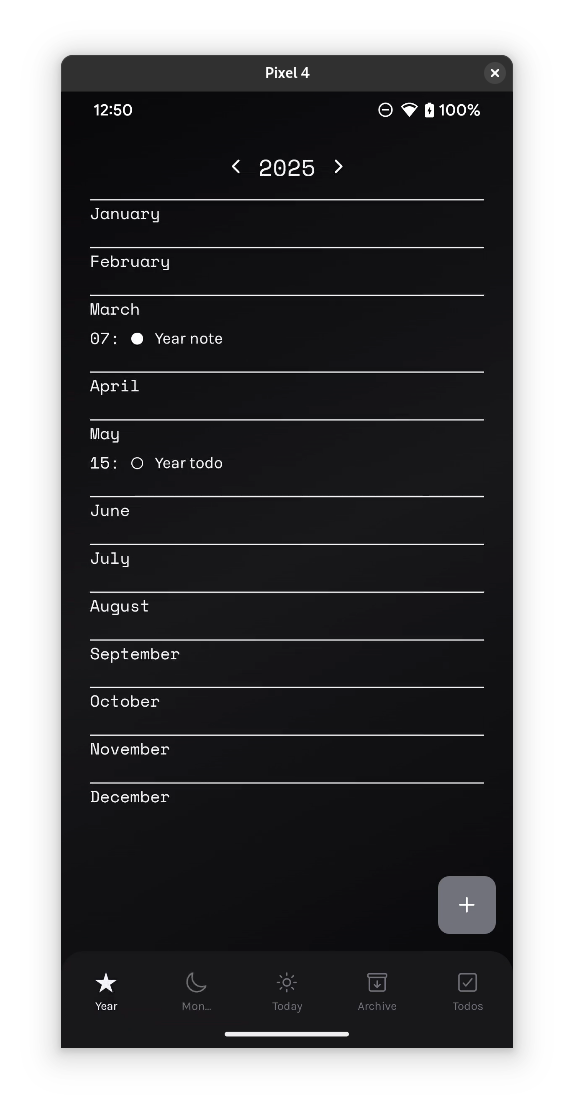 Pixel 4
12:50 100%
2025
January
February
March
07: Year note
April
May
15: Year todo
June
July
August
September
October
November
December
Year Mon... Today Archive Todos